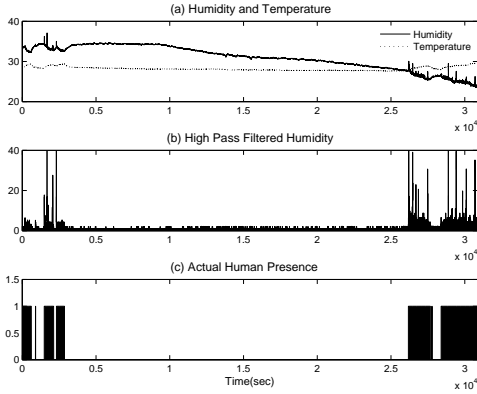 (a) Humidity and Temperature
40
30
20
Humidity
Temperature
0 0.5 1 1.5 2 2.5 3
x 10^4
(b) High Pass Filtered Humidity
40
20
0
0 0.5 1 1.5 2 2.5 3
x 10^4
(c) Actual Human Presence
1.5
1
0.5
0
0 0.5 1 1.5 2 2.5 3
Time(sec)
x 10^4